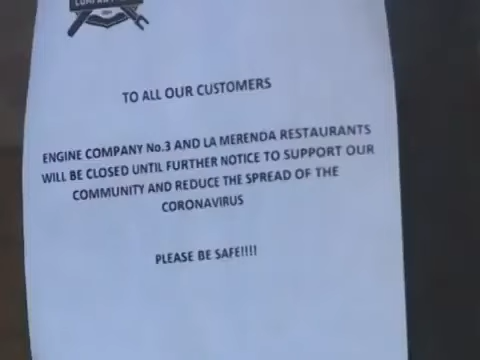 TO ALL OUR CUSTOMERS
ENGINE COMPANY No.3 AND LA MERENDA RESTAURANTS
WILL BE CLOSED UNTIL FURTHER NOTICE TO SUPPORT OUR
COMMUNITY AND REDUCE THE SPREAD OF THE
CORONAVIRUS
PLEASE BE SAFE!!!!